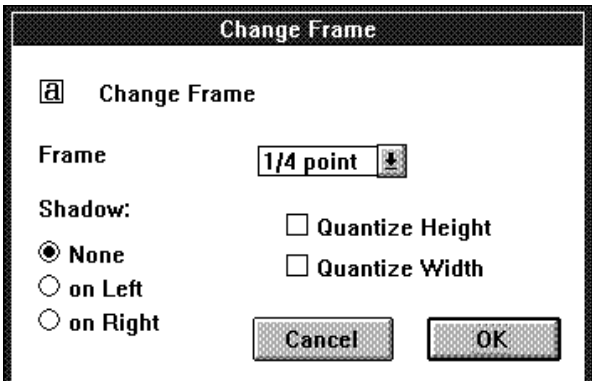 Change Frame
a Change Frame
Frame 1/4 point
Shadow:
None
on Left
on Right
Quantize Height
Quantize Width
Cancel OK